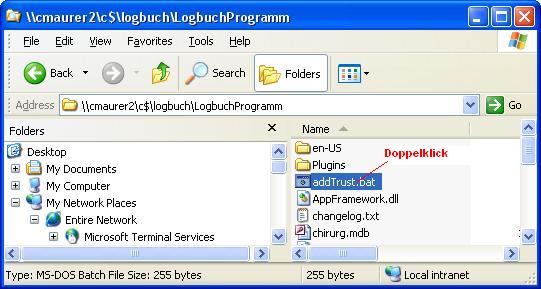 \\cmaurer2\c$\logbuch\LogbuchProgramm
File Edit View Favorites Tools Help
Back Search Folders
Address \\cmaurer2\c$\logbuch\LogbuchProgramm Go
Folders
Desktop
My Documents
My Computer
My Network Places
Entire Network
Microsoft Terminal Services
Name
en-US
Plugins
Doppelklick
addTrust.bat
AppFramework.dll
changelog.txt
chirurg.mdb
Type: MS-DOS Batch File Size: 255 bytes 255 bytes Local intranet